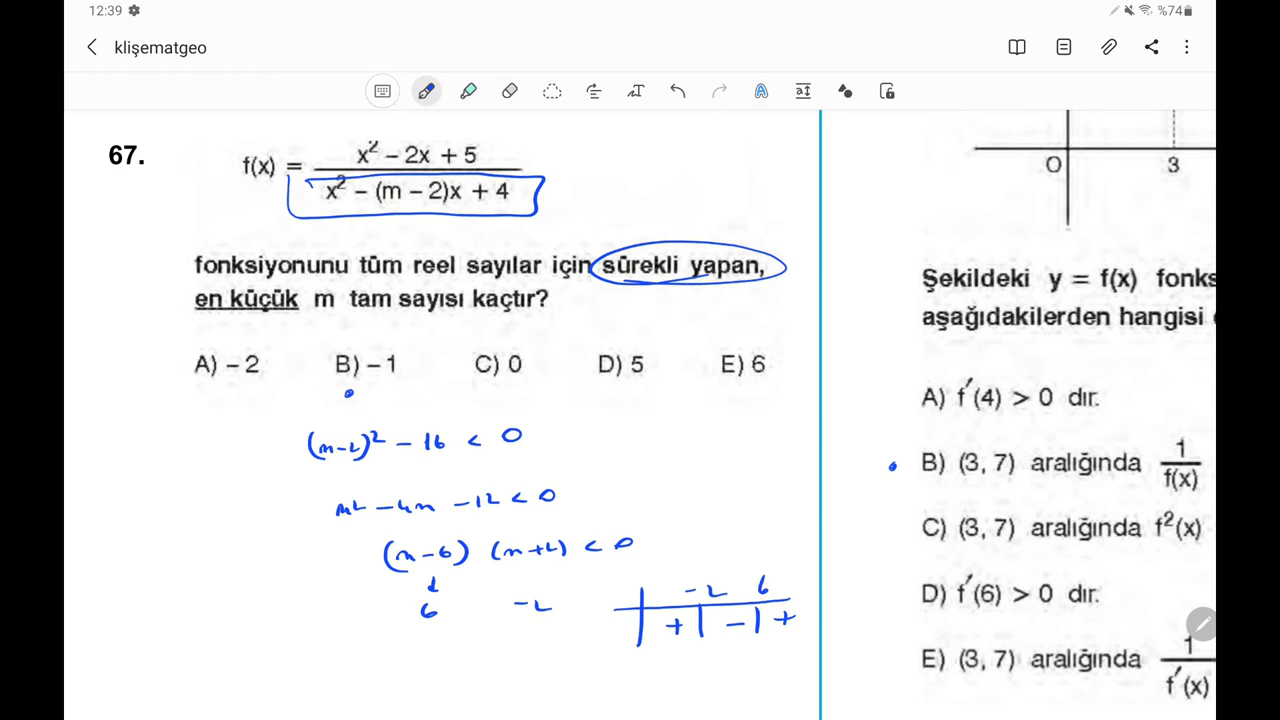 12:39 %74
klişematgeo
67.
f(x) = x² – 2x + 5 / x² – (m – 2)x + 4
fonksiyonunu tüm reel sayılar için sürekli yapan,
en küçük m tam sayısı kaçtır?
A) – 2 B) – 1 C) 0 D) 5 E) 6
(m-2)² - 16 < 0
m² - 4m - 12 < 0
(m-6) (m+2) < 0
6 -2
-2 6
+ - +
O 3
Şekildeki y = f(x) fonks
aşağıdakilerden hangisi
A) f′(4) > 0 dır.
B) (3, 7) aralığında 1/f(x)
C) (3, 7) aralığında f²(x)
D) f′(6) > 0 dır.
E) (3, 7) aralığında 1/f′(x)